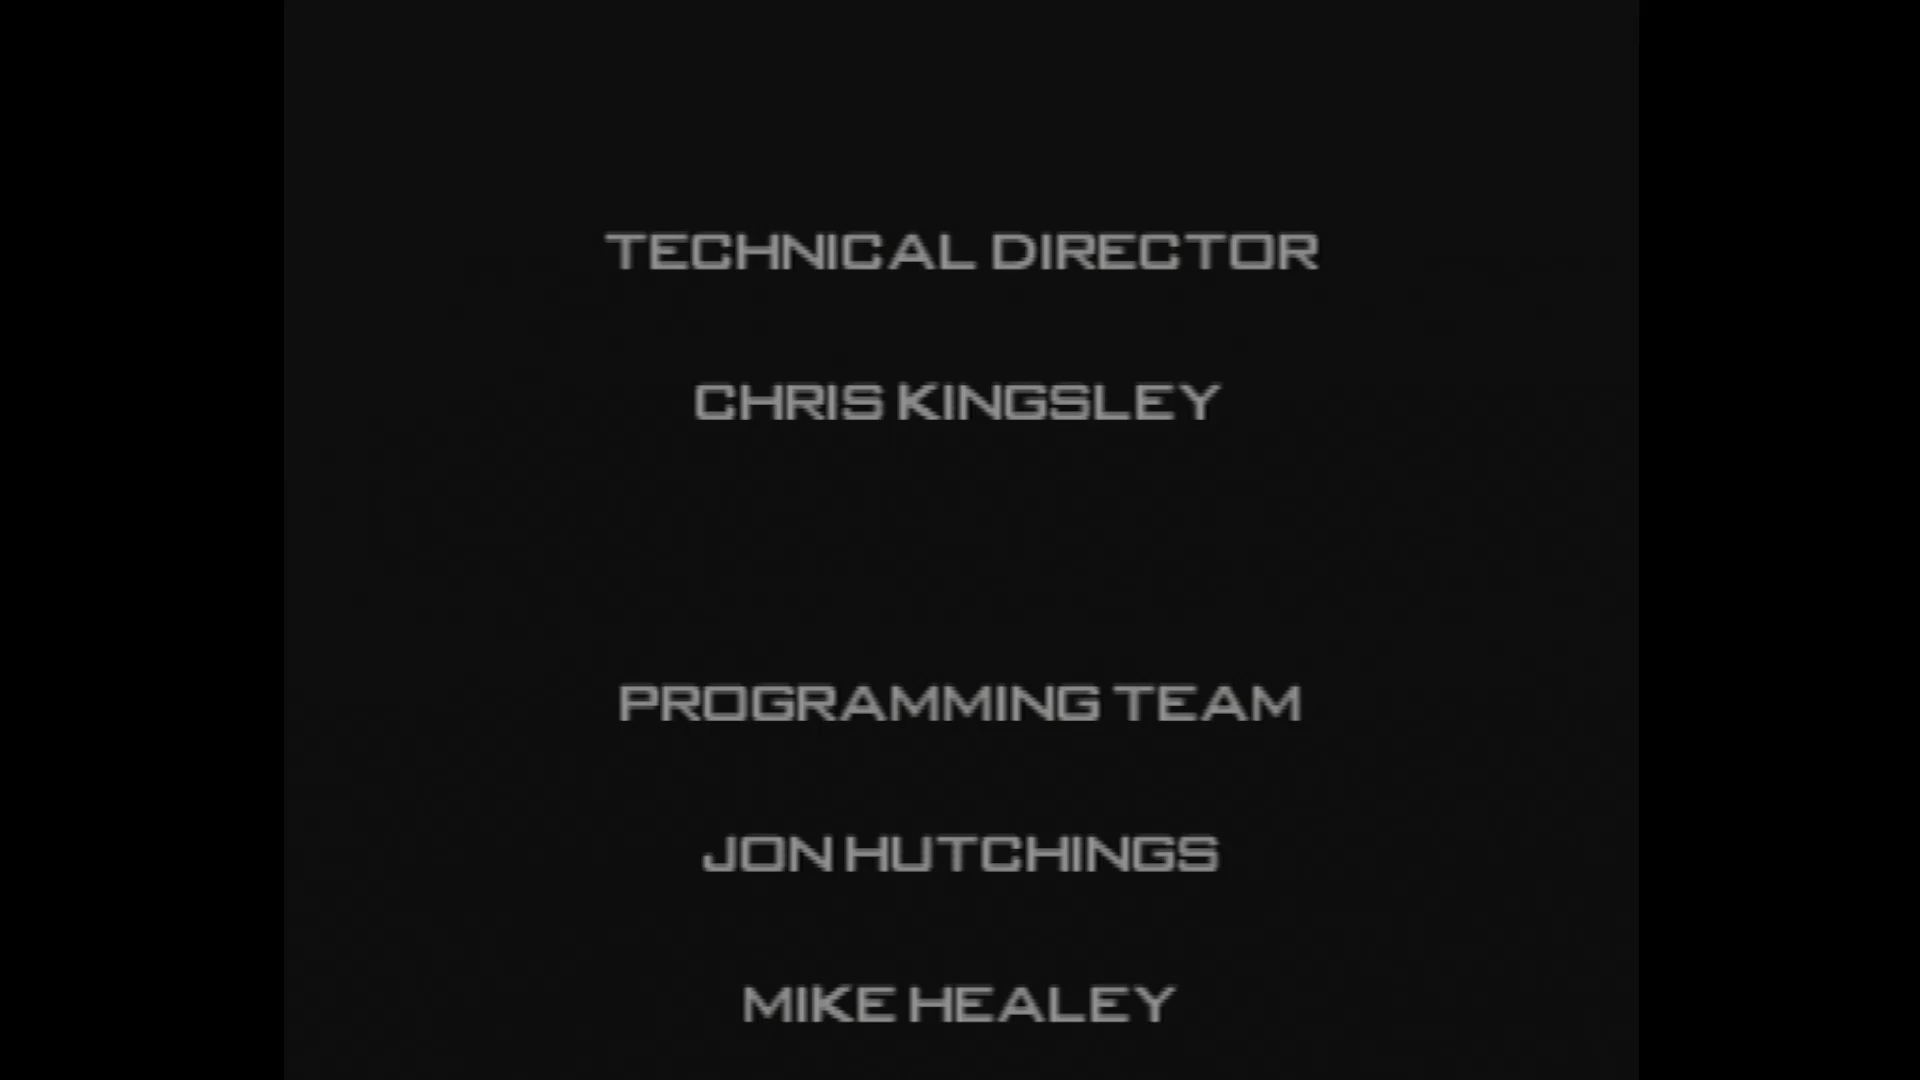 TECHNICAL DIRECTOR
CHRIS KINGSLEY
PROGRAMMING TEAM
JON HUTCHINGS
MIKE HEALEY